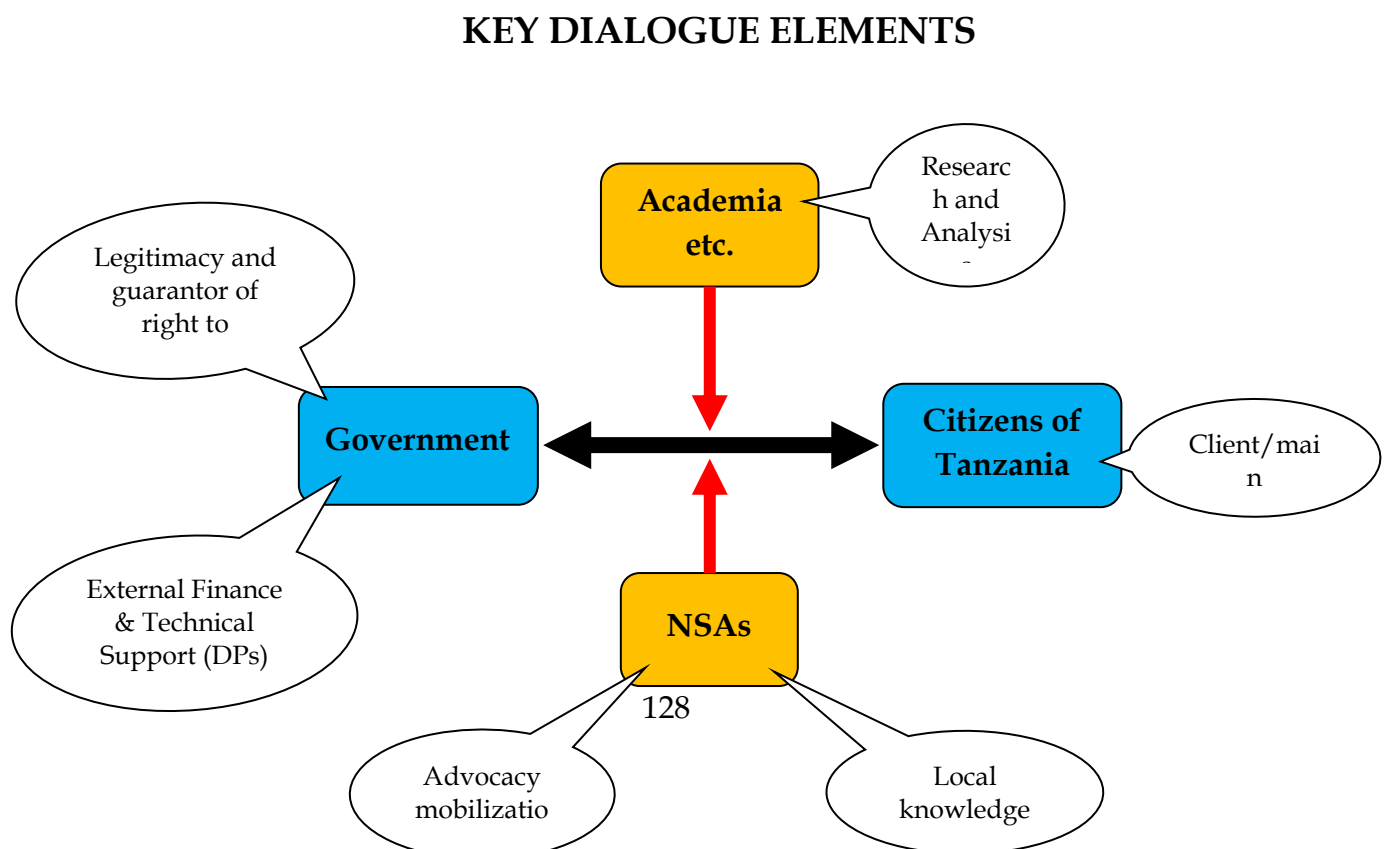 KEY DIALOGUE ELEMENTS
Academia
etc.
Researc
h and
Analysi
Legitimacy and
guarantor of
right to
Government
Citizens of
Tanzania
Client/mai
n
External Finance
& Technical
Support (DPs)
NSAs
128
Advocacy
mobilizatio
Local
knowledge